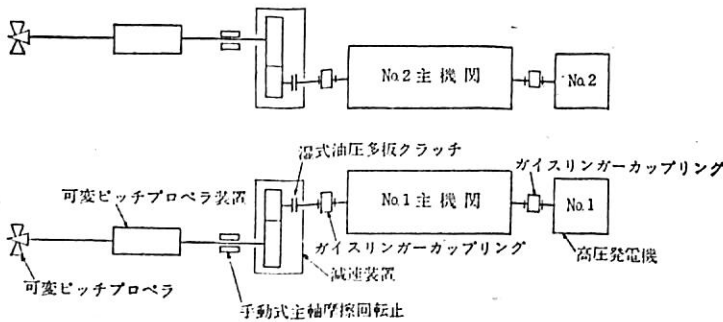 No.2 主機関
No.2
湿式油圧多板クラッチ
ガイスリンガーカップリング
可変ピッチプロペラ装置
No.1 主機関
No.1
ガイスリンガーカップリング
高圧発電機
減速装置
可変ピッチプロペラ
手動式主軸摩擦回転止